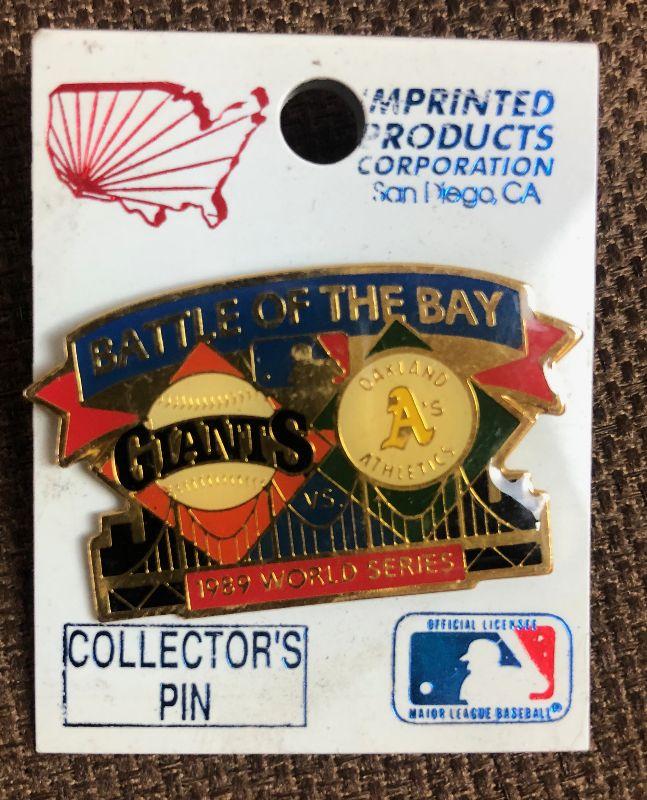 IMPRINTED
PRODUCTS
CORPORATION
San Diego, CA
BATTLE OF THE BAY
GIANTS
OAKLAND
A's
ATHLETICS
VS.
1989 WORLD SERIES
COLLECTOR'S
PIN
OFFICIAL LICENSEE
MAJOR LEAGUE BASEBALL®